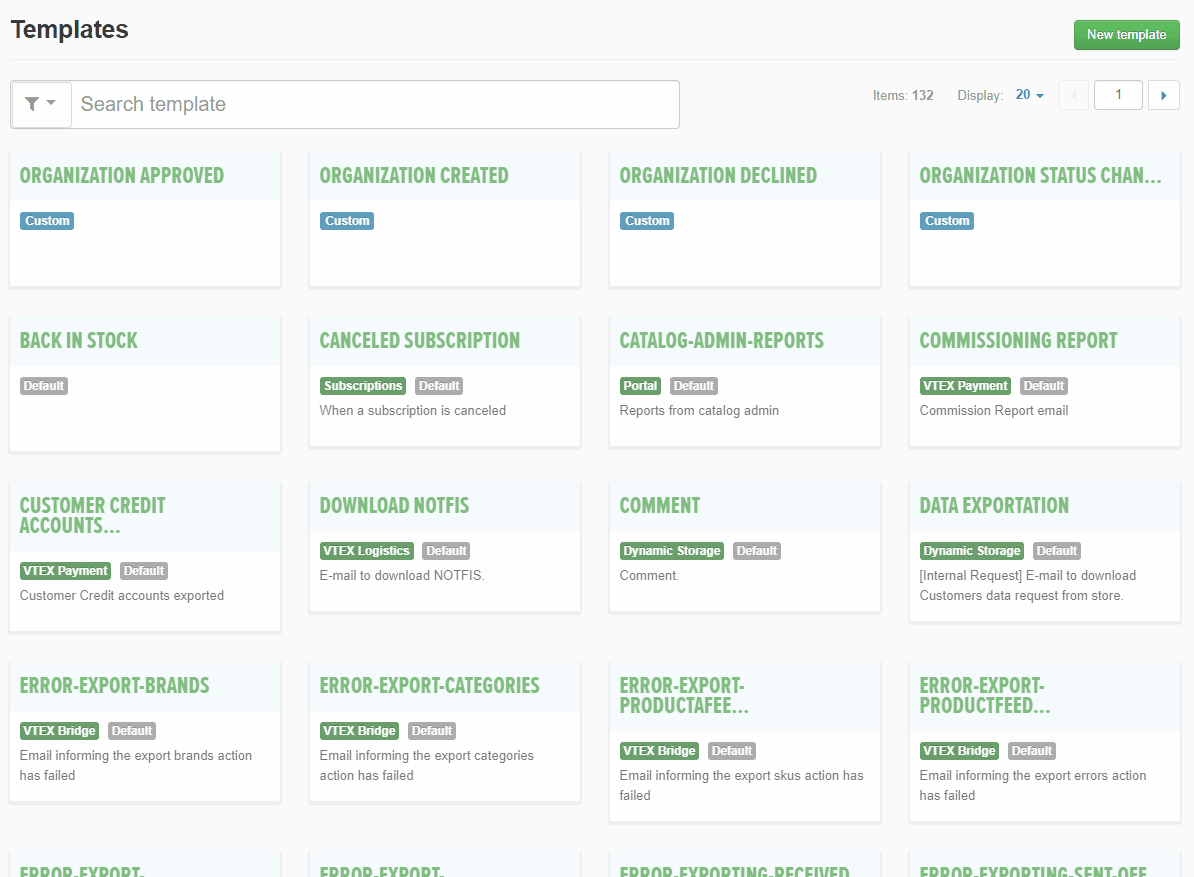 Templates
New template
Search template
Items: 132 Display: 20 1
ORGANIZATION APPROVED
Custom
ORGANIZATION CREATED
Custom
ORGANIZATION DECLINED
Custom
ORGANIZATION STATUS CHAN...
Custom
BACK IN STOCK
Default
CANCELED SUBSCRIPTION
Subscriptions Default
When a subscription is canceled
CATALOG-ADMIN-REPORTS
Portal Default
Reports from catalog admin
COMMISSIONING REPORT
VTEX Payment Default
Commission Report email
CUSTOMER CREDIT
ACCOUNTS...
VTEX Payment Default
Customer Credit accounts exported
DOWNLOAD NOTFIS
VTEX Logistics Default
E-mail to download NOTFIS.
COMMENT
Dynamic Storage Default
Comment.
DATA EXPORTATION
Dynamic Storage Default
[Internal Request] E-mail to download
Customers data request from store.
ERROR-EXPORT-BRANDS
VTEX Bridge Default
Email informing the export brands action
has failed
ERROR-EXPORT-CATEGORIES
VTEX Bridge Default
Email informing the export categories
action has failed
ERROR-EXPORT-
PRODUCTAFEE...
VTEX Bridge Default
Email informing the export skus action has
failed
ERROR-EXPORT-
PRODUCTFEED...
VTEX Bridge Default
Email informing the export errors action
has failed
ERROR-EXPORT-
ERROR-EXPORT-
ERROR-EXPORTING-RECEIVED
ERROR-EXPORTING-SENT-OFF